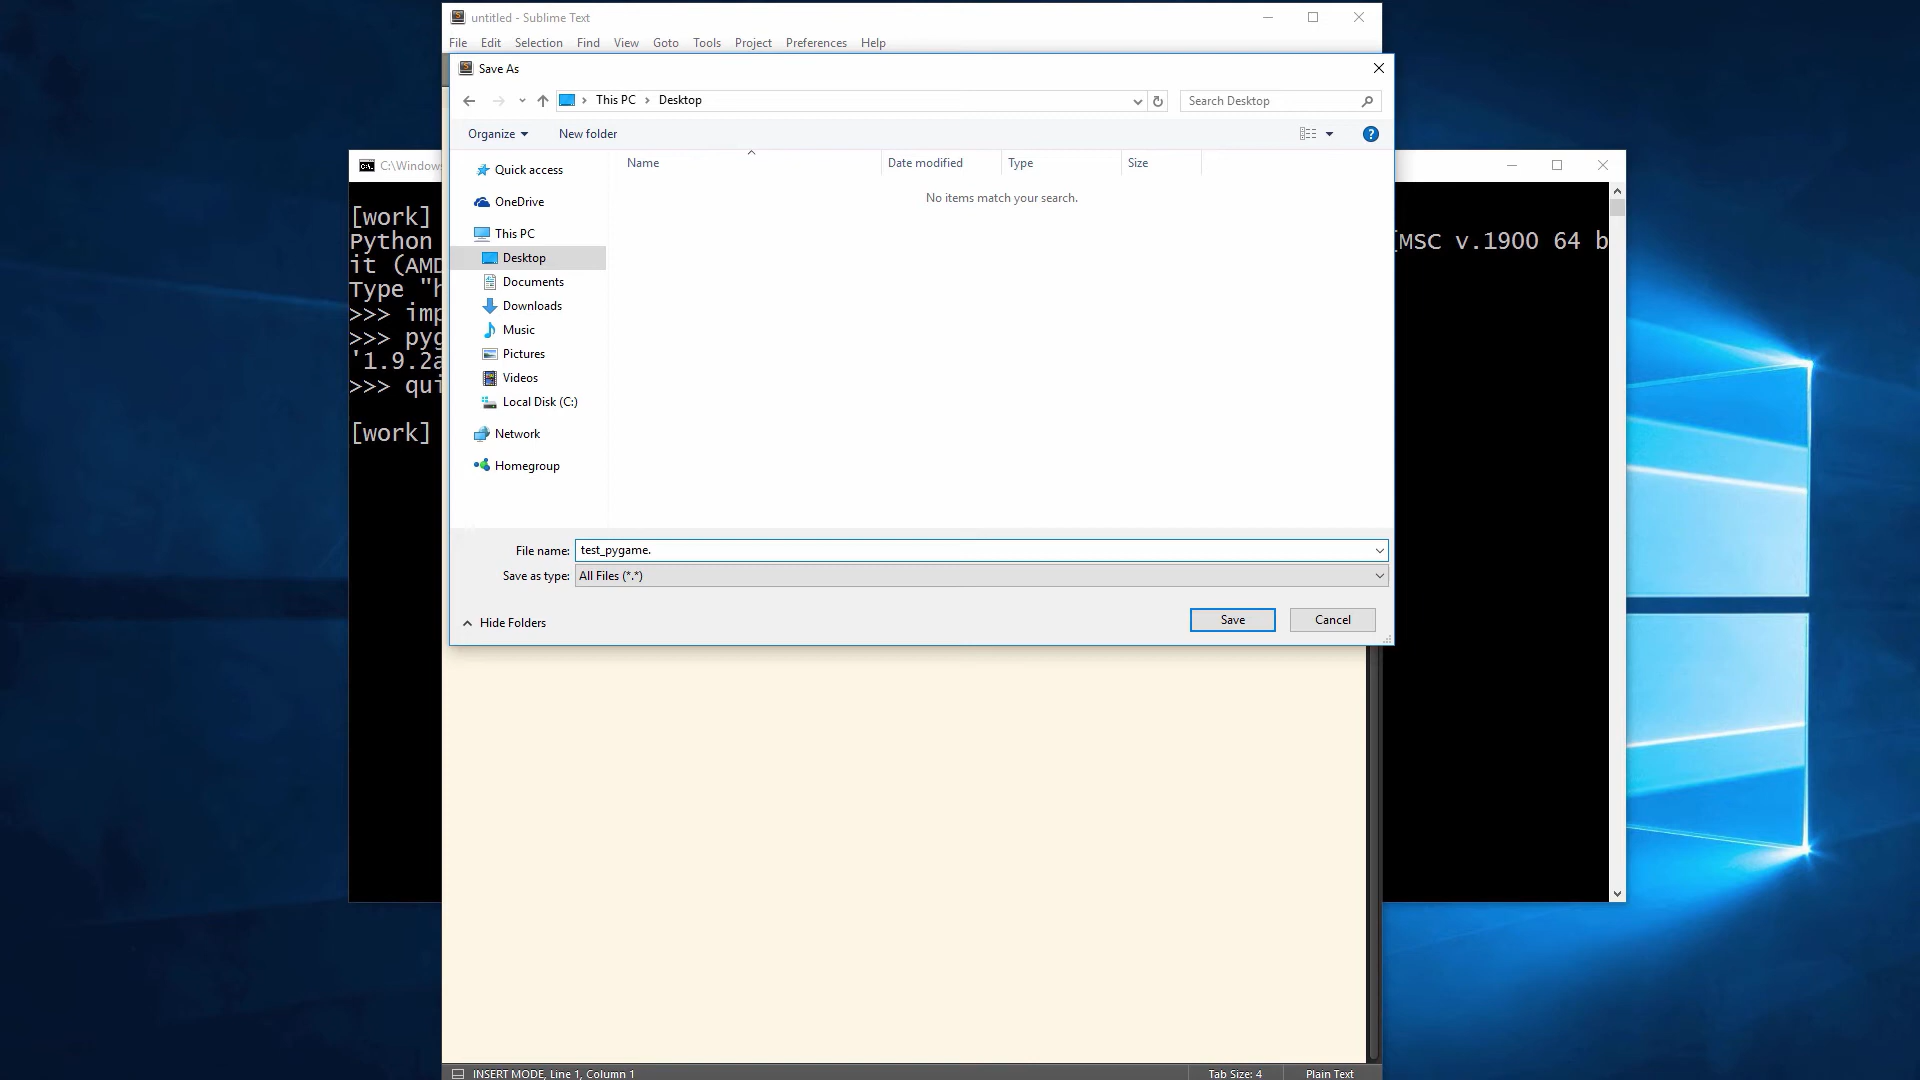 untitled - Sublime Text
File Edit Selection Find View Goto Tools Project Preferences Help
Save As
This PC > Desktop
Search Desktop
Organize
New folder
?
Name
Date modified
Type
Size
No items match your search.
Quick access
OneDrive
This PC
Desktop
Documents
Downloads
Music
Pictures
Videos
Local Disk (C:)
Network
Homegroup
File name: test_pygame.
Save as type: All Files (*.*)
Hide Folders
Save
Cancel
C:\Windows
[work]
Python [MSC v.1900 64 b
it (AMD
Type "h
>>> imp
>>> pyg
'1.9.2a
>>> qui
[work]
INSERT MODE, Line 1, Column 1
Tab Size: 4
Plain Text